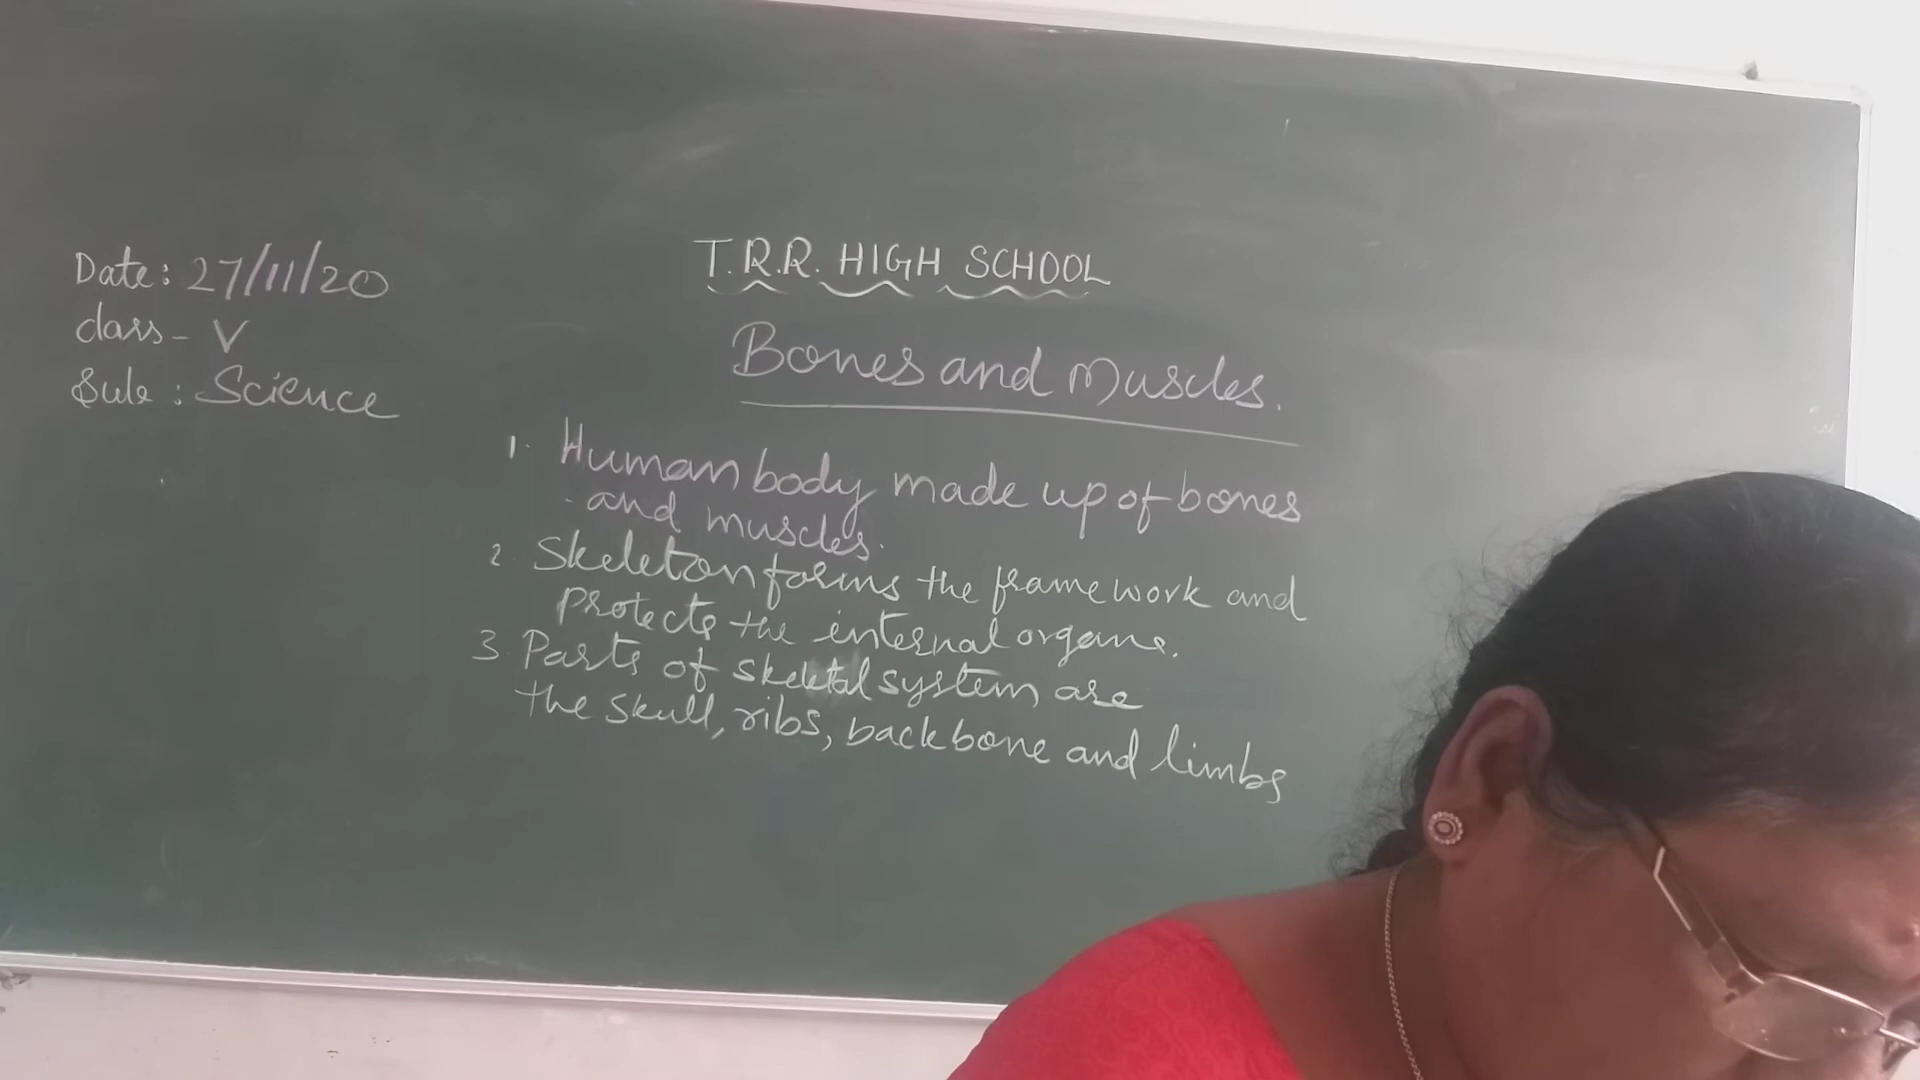 T.R.R. HIGH SCHOOL
Date: 27/11/20
class - V
Sub: Science
Bones and Muscles.
1. Human body made up of bones
- and muscles.
2. Skeleton forms the framework and
protects the internal organs.
3. Parts of skeletal system are
the skull, ribs, backbone and limbs